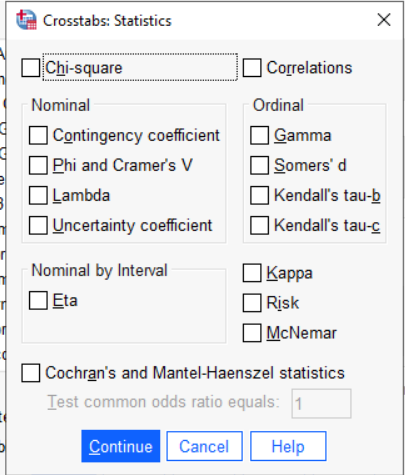 Crosstabs: Statistics
Chi-square Correlations
Nominal Ordinal
Contingency coefficient Gamma
Phi and Cramer's V Somers' d
Lambda Kendall's tau-b
Uncertainty coefficient Kendall's tau-c
Nominal by Interval Kappa
Eta Risk
McNemar
Cochran's and Mantel-Haenszel statistics
Test common odds ratio equals: 1
Continue Cancel Help